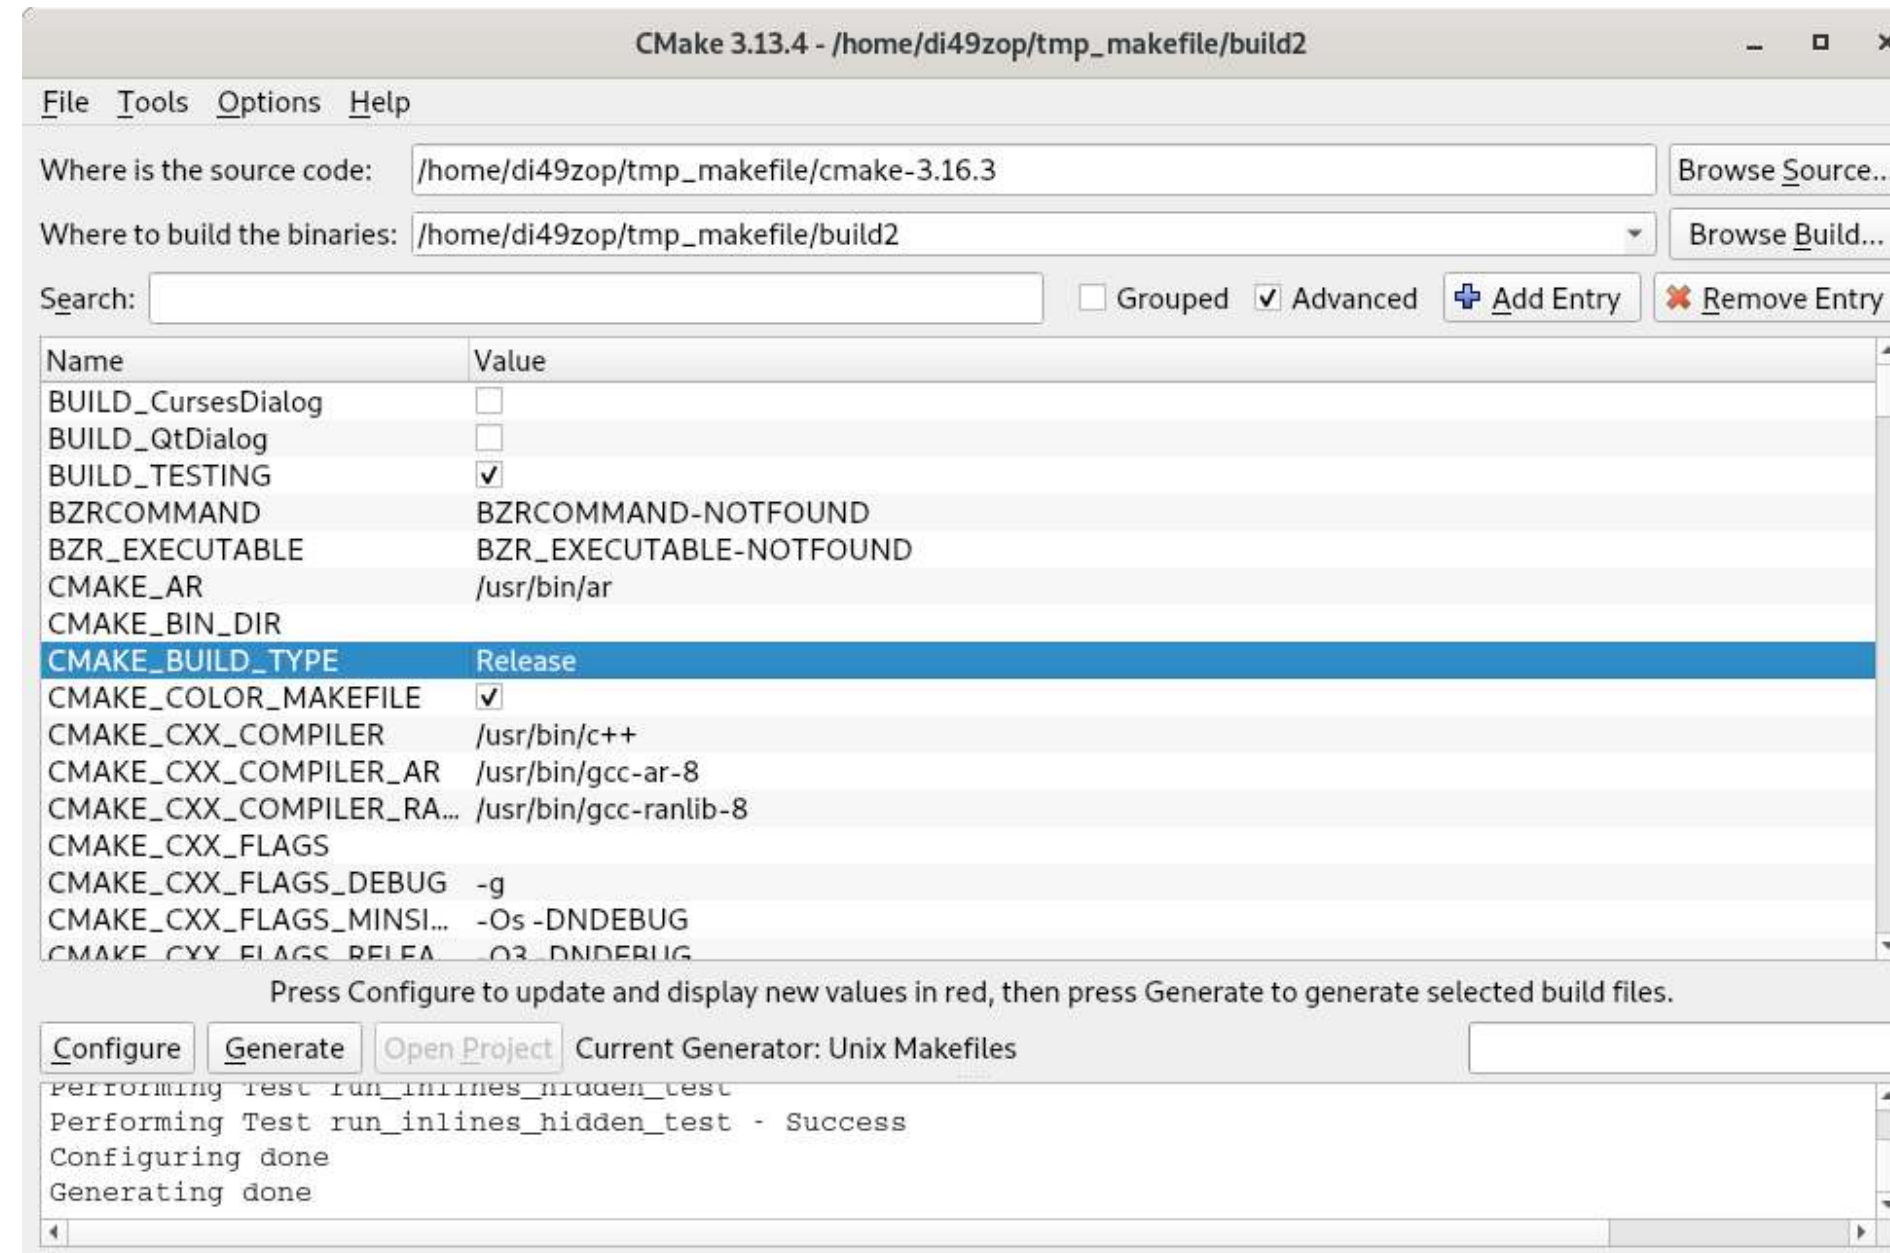 CMake 3.13.4 - /home/di49zop/tmp_makefile/build2
File Tools Options Help
Where is the source code: /home/di49zop/tmp_makefile/cmake-3.16.3 Browse Source...
Where to build the binaries: /home/di49zop/tmp_makefile/build2 Browse Build...
Search: Grouped Advanced Add Entry Remove Entry
Name Value
BUILD_CursesDialog
BUILD_QtDialog
BUILD_TESTING
BZRCOMMAND BZRCOMMAND-NOTFOUND
BZR_EXECUTABLE BZR_EXECUTABLE-NOTFOUND
CMAKE_AR /usr/bin/ar
CMAKE_BIN_DIR
CMAKE_BUILD_TYPE Release
CMAKE_COLOR_MAKEFILE
CMAKE_CXX_COMPILER /usr/bin/c++
CMAKE_CXX_COMPILER_AR /usr/bin/gcc-ar-8
CMAKE_CXX_COMPILER_RA... /usr/bin/gcc-ranlib-8
CMAKE_CXX_FLAGS
CMAKE_CXX_FLAGS_DEBUG -g
CMAKE_CXX_FLAGS_MINSI... -Os -DNDEBUG
CMAKE_CXX_FLAGS_RELEA... -O3 -DNDEBUG
Press Configure to update and display new values in red, then press Generate to generate selected build files.
Configure Generate Open Project Current Generator: Unix Makefiles
Performing Test run_inlines_hidden_test
Performing Test run_inlines_hidden_test - Success
Configuring done
Generating done